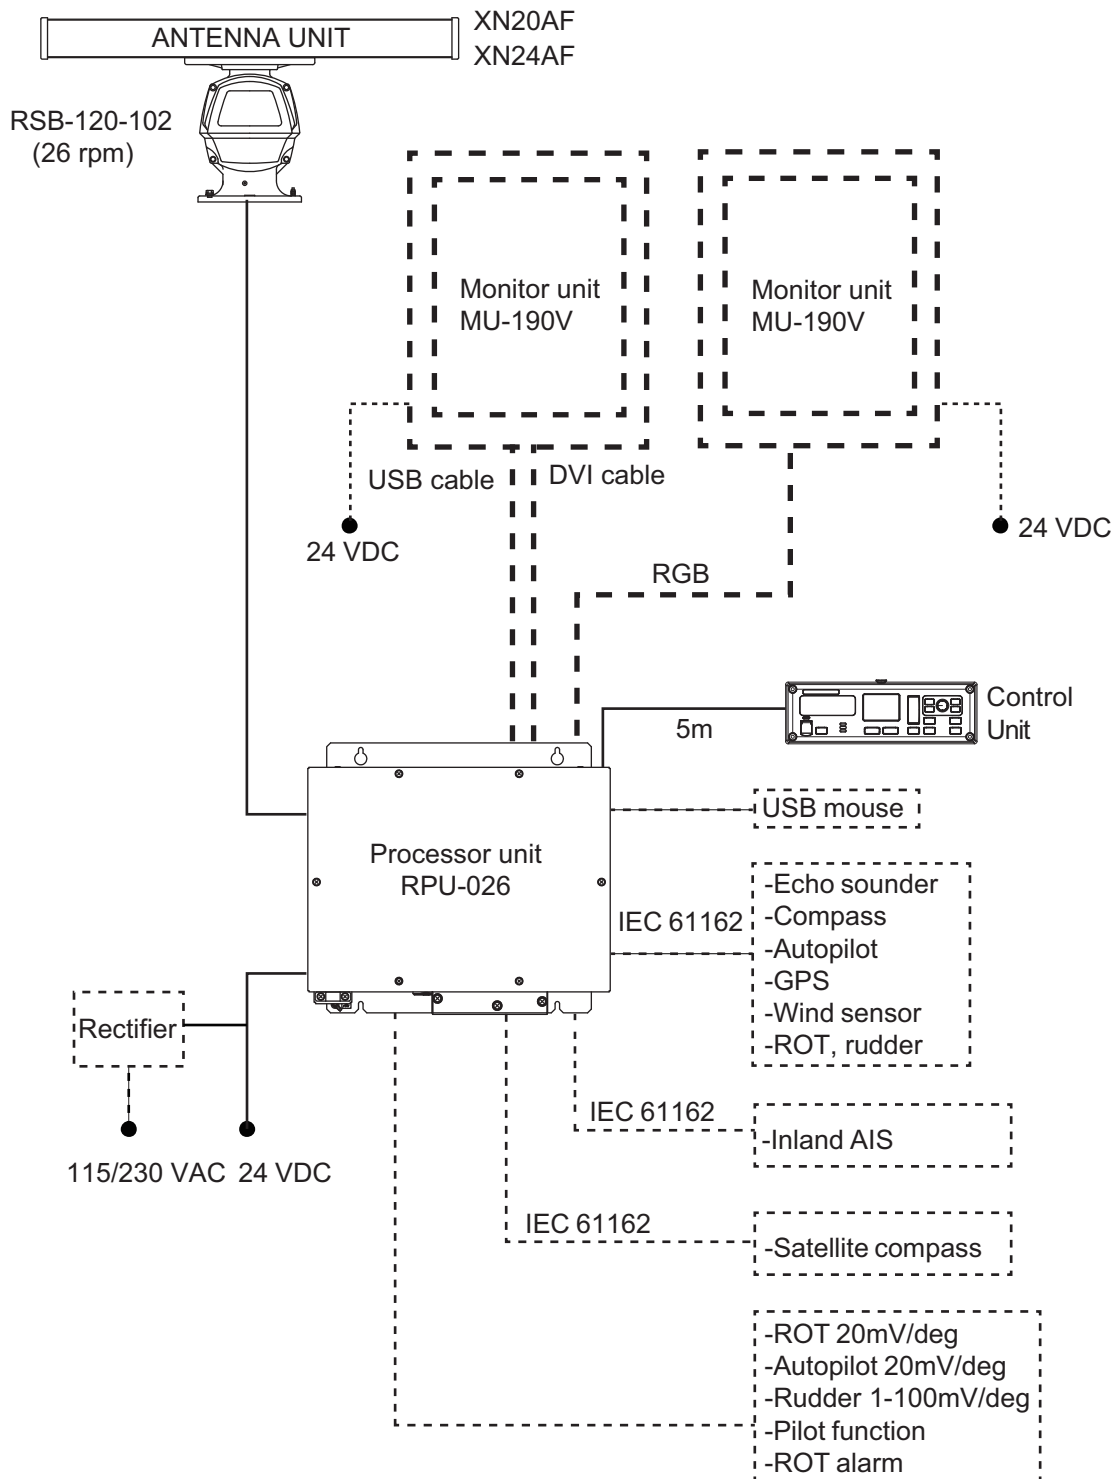 XN20AF
ANTENNA UNIT
XN24AF
RSB-120-102
(26 rpm)
Monitor unit
MU-190V
Monitor unit
MU-190V
USB cable
DVI cable
24 VDC
24 VDC
RGB
Control
Unit
5m
USB mouse
Processor unit
RPU-026
IEC 61162
-Echo sounder
-Compass
-Autopilot
-GPS
-Wind sensor
-ROT, rudder
Rectifier
115/230 VAC
24 VDC
IEC 61162
-Inland AIS
IEC 61162
-Satellite compass
-ROT 20mV/deg
-Autopilot 20mV/deg
-Rudder 1-100mV/deg
-Pilot function
-ROT alarm